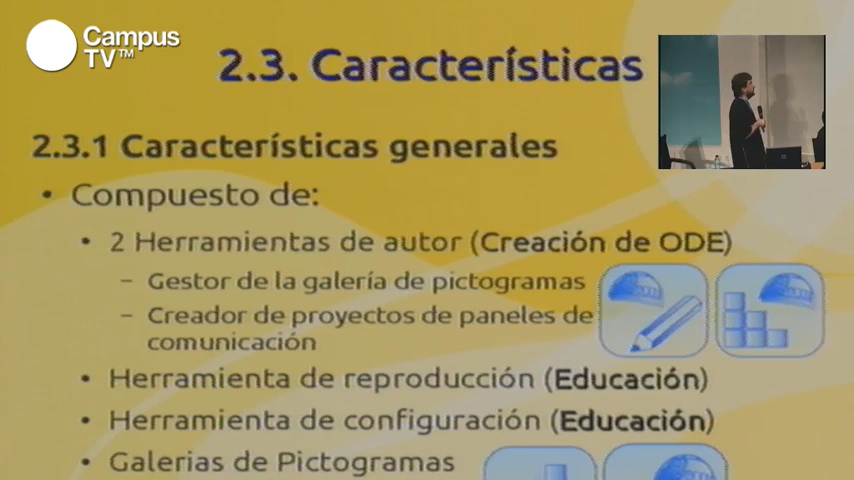 Campus
TV™
2.3. Características
2.3.1 Características generales
• Compuesto de:
• 2 Herramientas de autor (Creación de ODE)
– Gestor de la galería de pictogramas
– Creador de proyectos de paneles de
comunicación
• Herramienta de reproducción (Educación)
• Herramienta de configuración (Educación)
• Galerias de Pictogramas